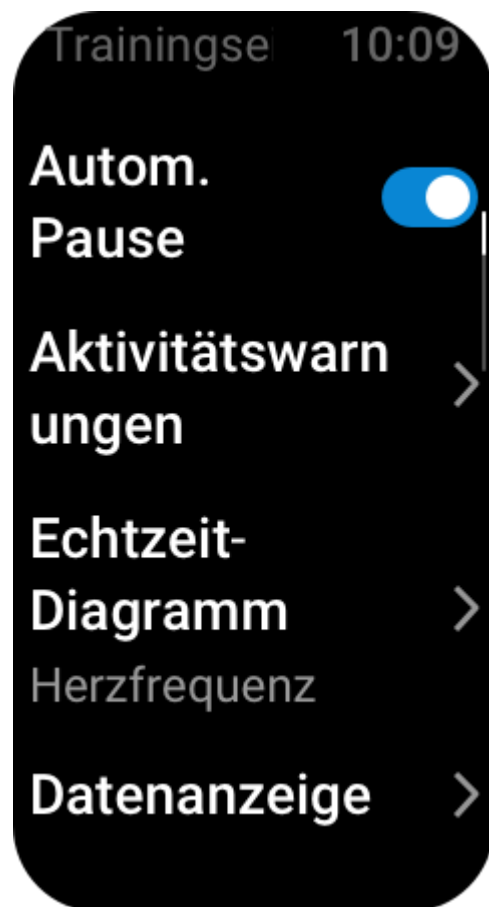 Trainingsei 10:09
Autom.
Pause
Aktivitätswarn
ungen
Echtzeit-
Diagramm
Herzfrequenz
Datenanzeige